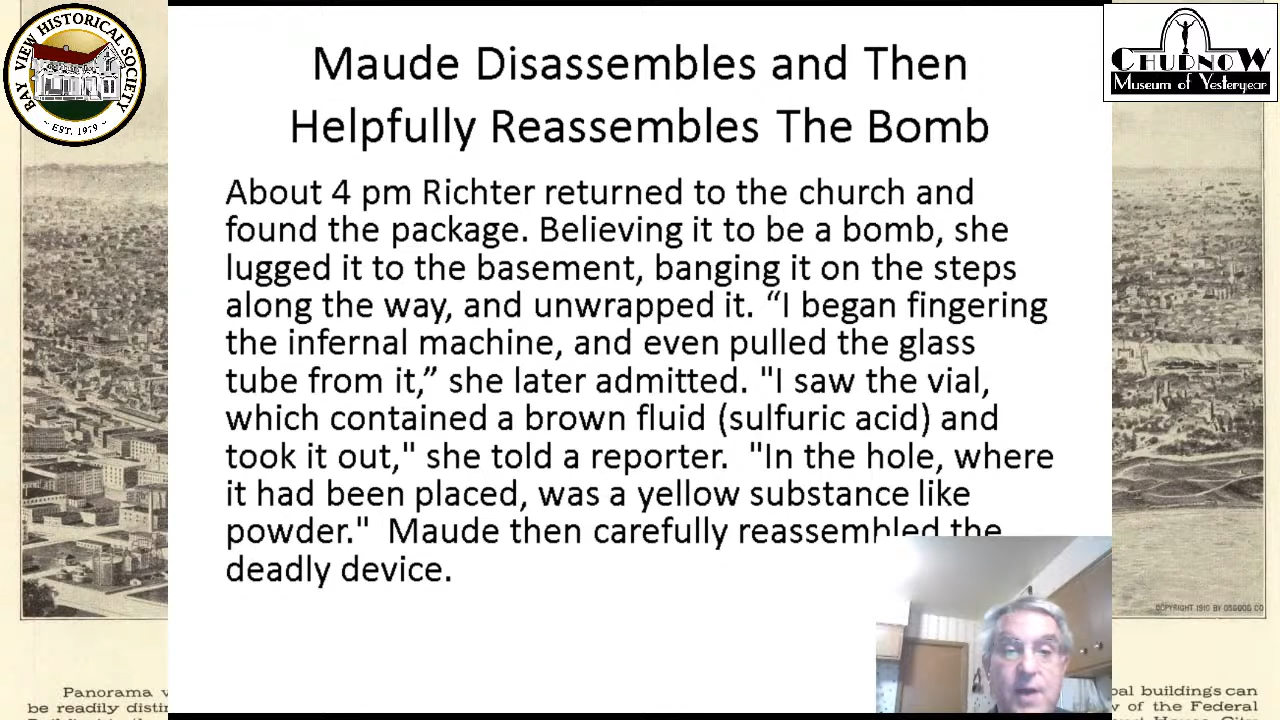 BAY VIEW HISTORICAL SOCIETY
~ EST. 1979 ~
CHUDNOW
Museum of Yesteryear
Maude Disassembles and Then
Helpfully Reassembles The Bomb
About 4 pm Richter returned to the church and
found the package. Believing it to be a bomb, she
lugged it to the basement, banging it on the steps
along the way, and unwrapped it. “I began fingering
the infernal machine, and even pulled the glass
tube from it,” she later admitted. "I saw the vial,
which contained a brown fluid (sulfuric acid) and
took it out," she told a reporter.  "In the hole, where
it had been placed, was a yellow substance like
powder."  Maude then carefully reassembled the
deadly device.
COPYRIGHT 1910 BY OSGOOD CO
Panorama
be readily
buildings can
of the Federal